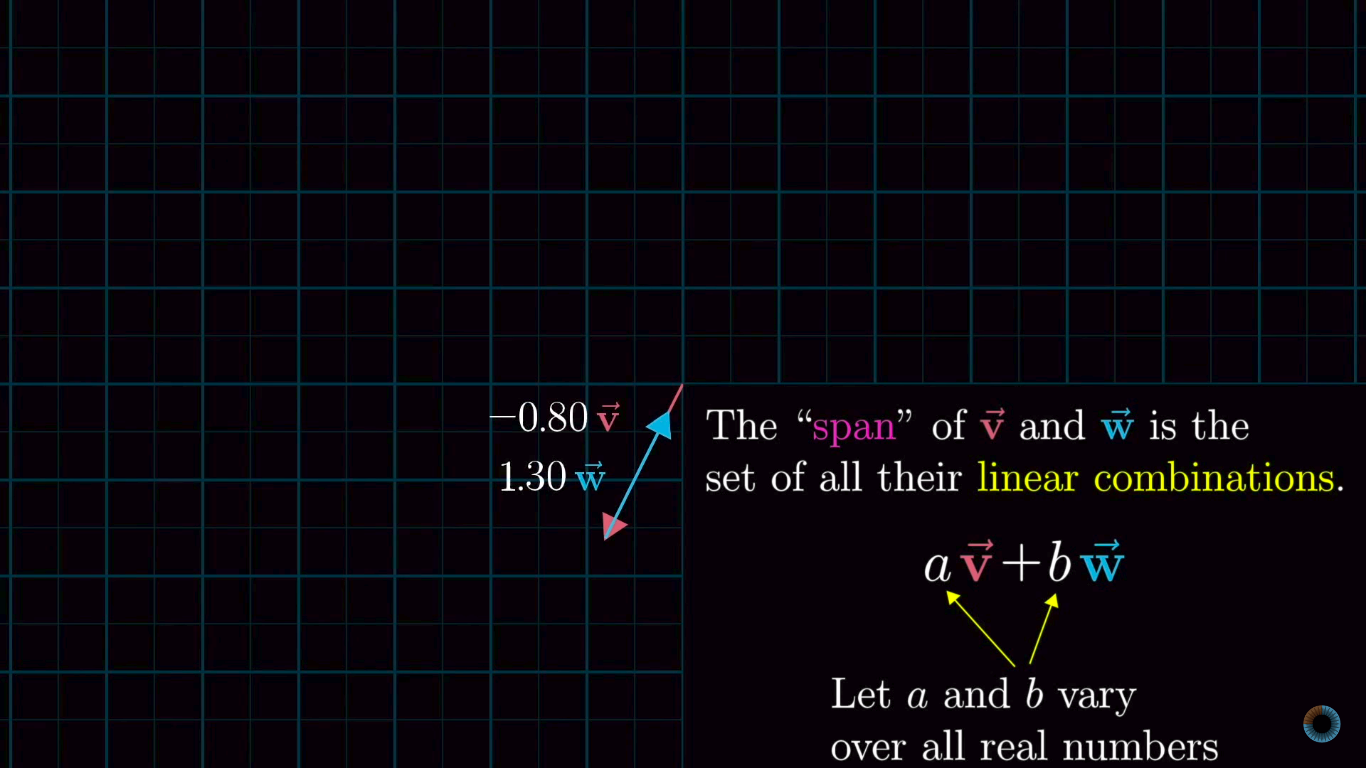 −0.80 v⃗
1.30 w⃗
The “span” of v⃗ and w⃗ is the
set of all their linear combinations.
a v⃗ + b w⃗
Let a and b vary
over all real numbers